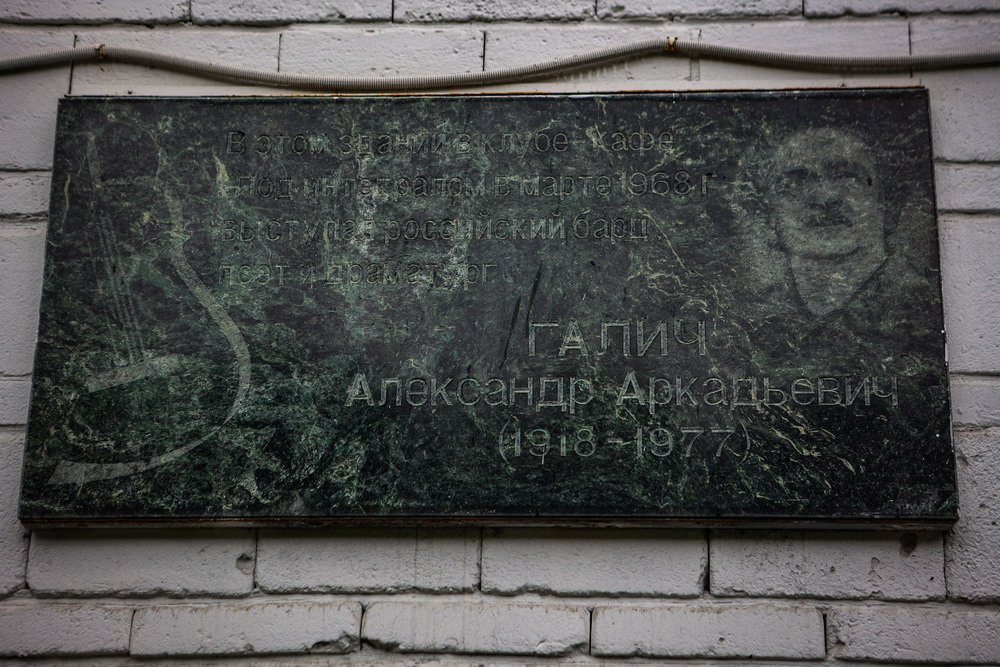 В этом здании в клубе-кафе
"Под интегралом" в марте 1968 г
выступал российский бард,
поэт и драматург
ГАЛИЧ
Александр Аркадьевич
(1918-1977)